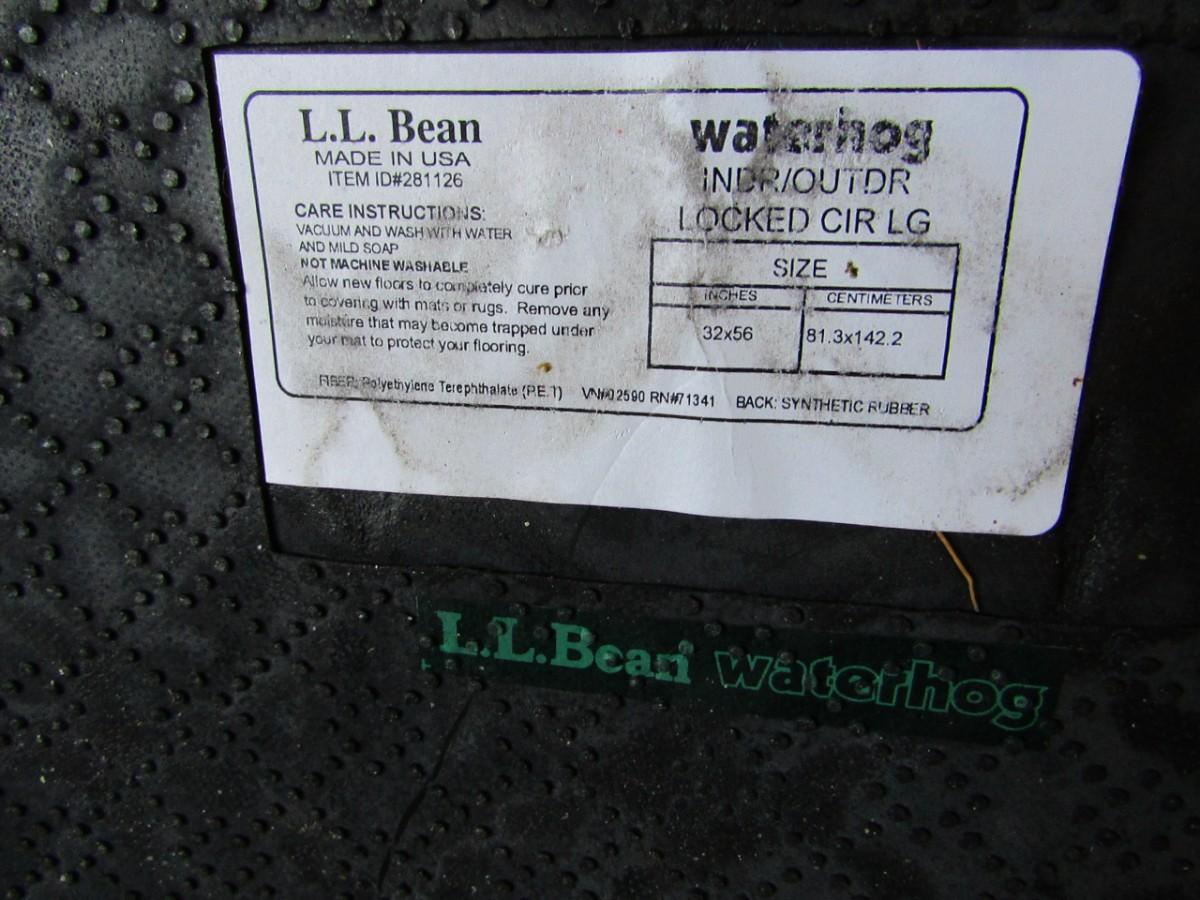 L.L. Bean
MADE IN USA
ITEM ID#281126
CARE INSTRUCTIONS:
VACUUM AND WASH WITH WATER
AND MILD SOAP
NOT MACHINE WASHABLE
Allow new floors to completely cure prior
to covering with mats or rugs. Remove any
moisture that may become trapped under
your mat to protect your flooring.
waterhog
INDR/OUTDR
LOCKED CIR LG
SIZE
INCHES CENTIMETERS
32x56 81.3x142.2
FIBER: Polyethylene Terephthalate (P.E.T) VN#02590 RN#71341 BACK: SYNTHETIC RUBBER
L.L.Bean waterhog